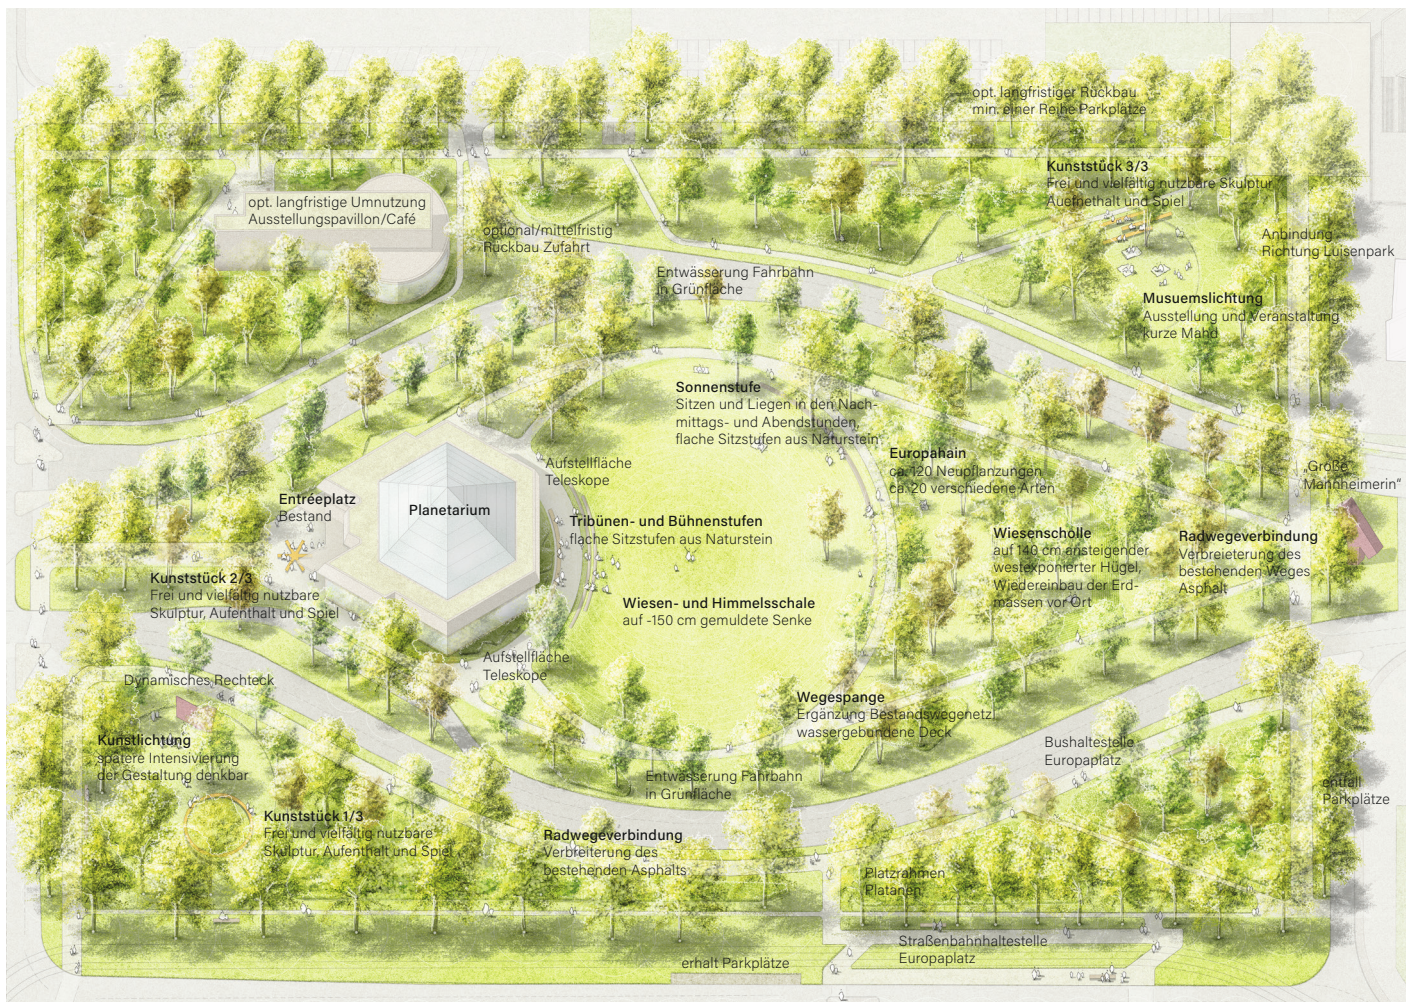 opt. langfristiger Rückbau
min. einer Reihe Parkplätze
Kunststück 3/3
Frei und vielfältig nutzbare Skulptur,
Auefnethalt und Spiel
opt. langfristige Umnutzung
Ausstellungspavillon/Café
optional/mittelfristig
Rückbau Zufahrt
Anbindung
Richtung Luisenpark
Entwässerung Fahrbahn
in Grünfläche
Musuemslichtung
Ausstellung und Veranstaltung
kurze Mahd
Sonnenstufe
Sitzen und Liegen in den Nach-
mittags- und Abendstunden,
flache Sitzstufen aus Naturstein
Europahain
ca. 120 Neupflanzungen
ca. 20 verschiedene Arten
Aufstellfläche
Teleskope
„Große
Mannheimerin"
Entréeplatz
Bestand
Planetarium
Tribünen- und Bühnenstufen
flache Sitzstufen aus Naturstein
Wiesenscholle
auf 140 cm ansteigender
westexponierter Hügel,
Wiedereinbau der Erd-
massen vor Ort
Radwegeverbindung
Verbreieterung des
bestehenden Weges
Asphalt
Kunststück 2/3
Frei und vielfältig nutzbare
Skulptur, Aufenthalt und Spiel
Wiesen- und Himmelsschale
auf -150 cm gemuldete Senke
Aufstellfläche
Teleskope
Dynamisches Rechteck
Wegespange
Ergänzung Bestandswegenetz
wassergebundene Deck
Kunstlichtung
spätere Intensivierung
der Gestaltung denkbar
Bushaltestelle
Europaplatz
Entwässerung Fahrbahn
in Grünfläche
entfall
Parkplätze
Kunststück 1/3
Frei und vielfältig nutzbare
Skulptur, Aufenthalt und Spiel
Radwegeverbindung
Verbreiterung des
bestehenden Asphalts
Platzrahmen
Platanen
Straßenbahnhaltestelle
Europaplatz
erhalt Parkplätze